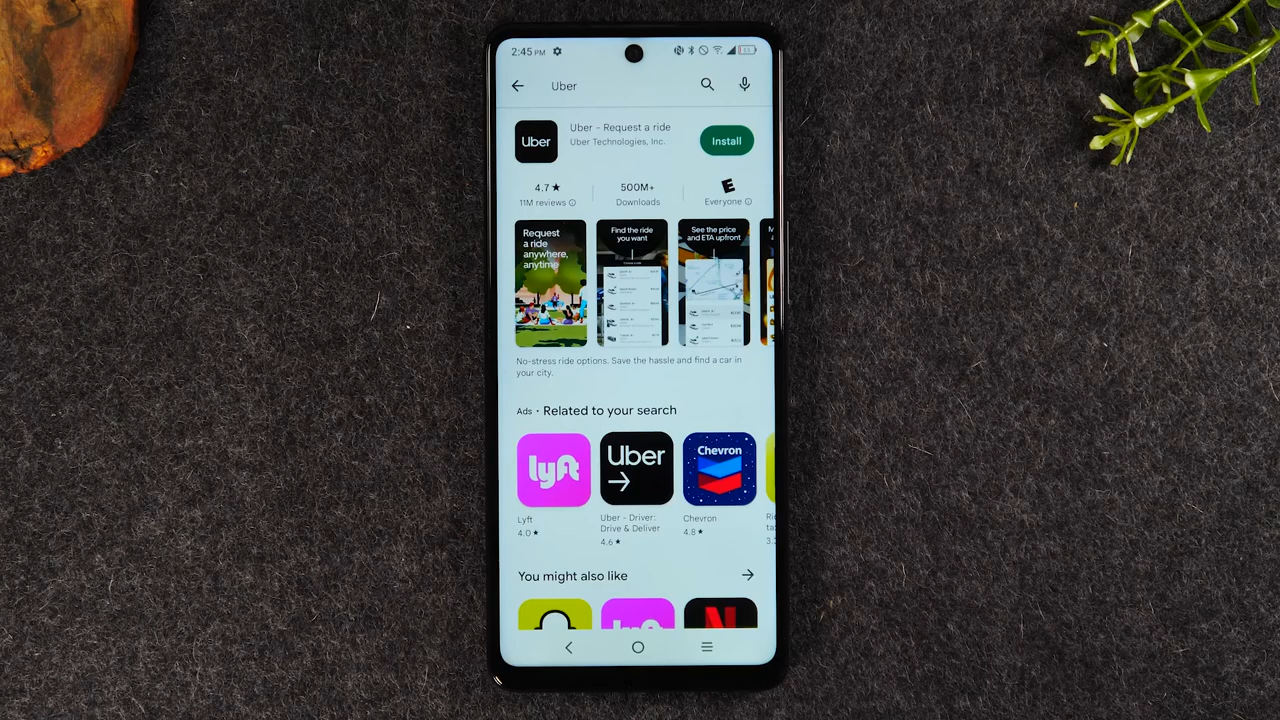 2:45 PM
Uber
Uber
Uber - Request a ride
Uber Technologies, Inc.
Install
4.7 ★
11M reviews
500M+
Downloads
E
Everyone
Request
a ride
anywhere,
anytime
Find the ride
you want
See the price
and ETA upfront
No-stress ride options. Save the hassle and find a car in
your city.
Ads • Related to your search
lyft
Uber
→
Chevron
Lyft
4.0 ★
Uber - Driver:
Drive & Deliver
4.6 ★
Chevron
4.8 ★
You might also like
lyft
N